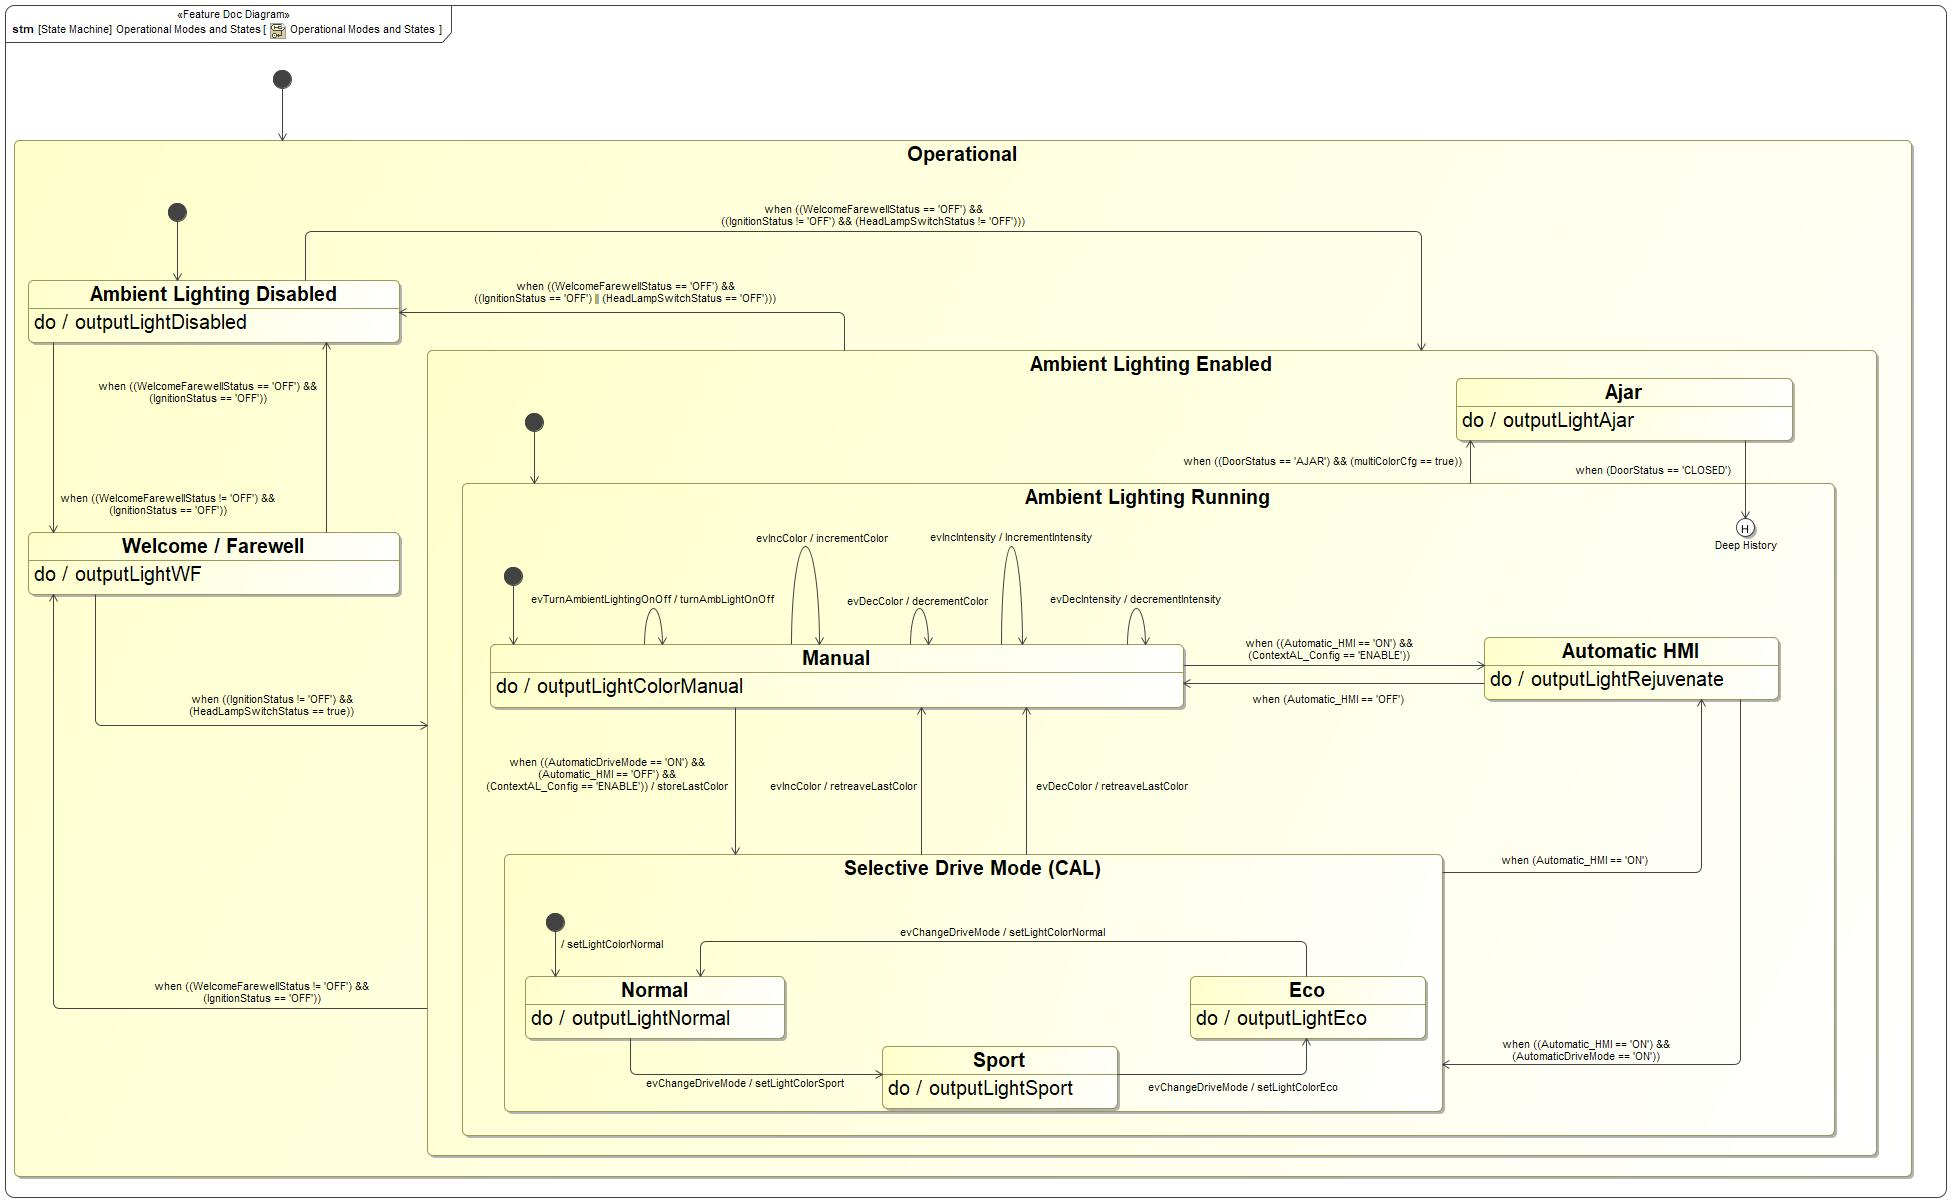 «Feature Doc Diagram»
stm [State Machine] Operational Modes and States [ Operational Modes and States ]
Operational
when ((WelcomeFarewellStatus == 'OFF') &&
((IgnitionStatus != 'OFF') && (HeadLampSwitchStatus != 'OFF')))
Ambient Lighting Disabled
do / outputLightDisabled
when ((WelcomeFarewellStatus == 'OFF') &&
((IgnitionStatus == 'OFF') || (HeadLampSwitchStatus == 'OFF')))
when ((WelcomeFarewellStatus == 'OFF') &&
(IgnitionStatus == 'OFF'))
when ((WelcomeFarewellStatus != 'OFF') &&
(IgnitionStatus == 'OFF'))
Welcome / Farewell
do / outputLightWF
when ((IgnitionStatus != 'OFF') &&
(HeadLampSwitchStatus == true))
when ((WelcomeFarewellStatus != 'OFF') &&
(IgnitionStatus == 'OFF'))
Ambient Lighting Enabled
Ajar
do / outputLightAjar
when ((DoorStatus == 'AJAR') && (multiColorCfg == true))
when (DoorStatus == 'CLOSED')
H
Deep History
Ambient Lighting Running
evIncColor / incrementColor
evIncIntensity / IncrementIntensity
evTurnAmbientLightingOnOff / turnAmbLightOnOff
evDecColor / decrementColor
evDecIntensity / decrementIntensity
Manual
do / outputLightColorManual
when ((Automatic_HMI == 'ON') &&
(ContextAL_Config == 'ENABLE'))
when (Automatic_HMI == 'OFF')
Automatic HMI
do / outputLightRejuvenate
when ((AutomaticDriveMode == 'ON') &&
(Automatic_HMI == 'OFF') &&
(ContextAL_Config == 'ENABLE')) / storeLastColor
evIncColor / retreaveLastColor
evDecColor / retreaveLastColor
when (Automatic_HMI == 'ON')
Selective Drive Mode (CAL)
/ setLightColorNormal
evChangeDriveMode / setLightColorNormal
Normal
do / outputLightNormal
Eco
do / outputLightEco
Sport
do / outputLightSport
evChangeDriveMode / setLightColorSport
evChangeDriveMode / setLightColorEco
when ((Automatic_HMI == 'ON') &&
(AutomaticDriveMode == 'ON'))